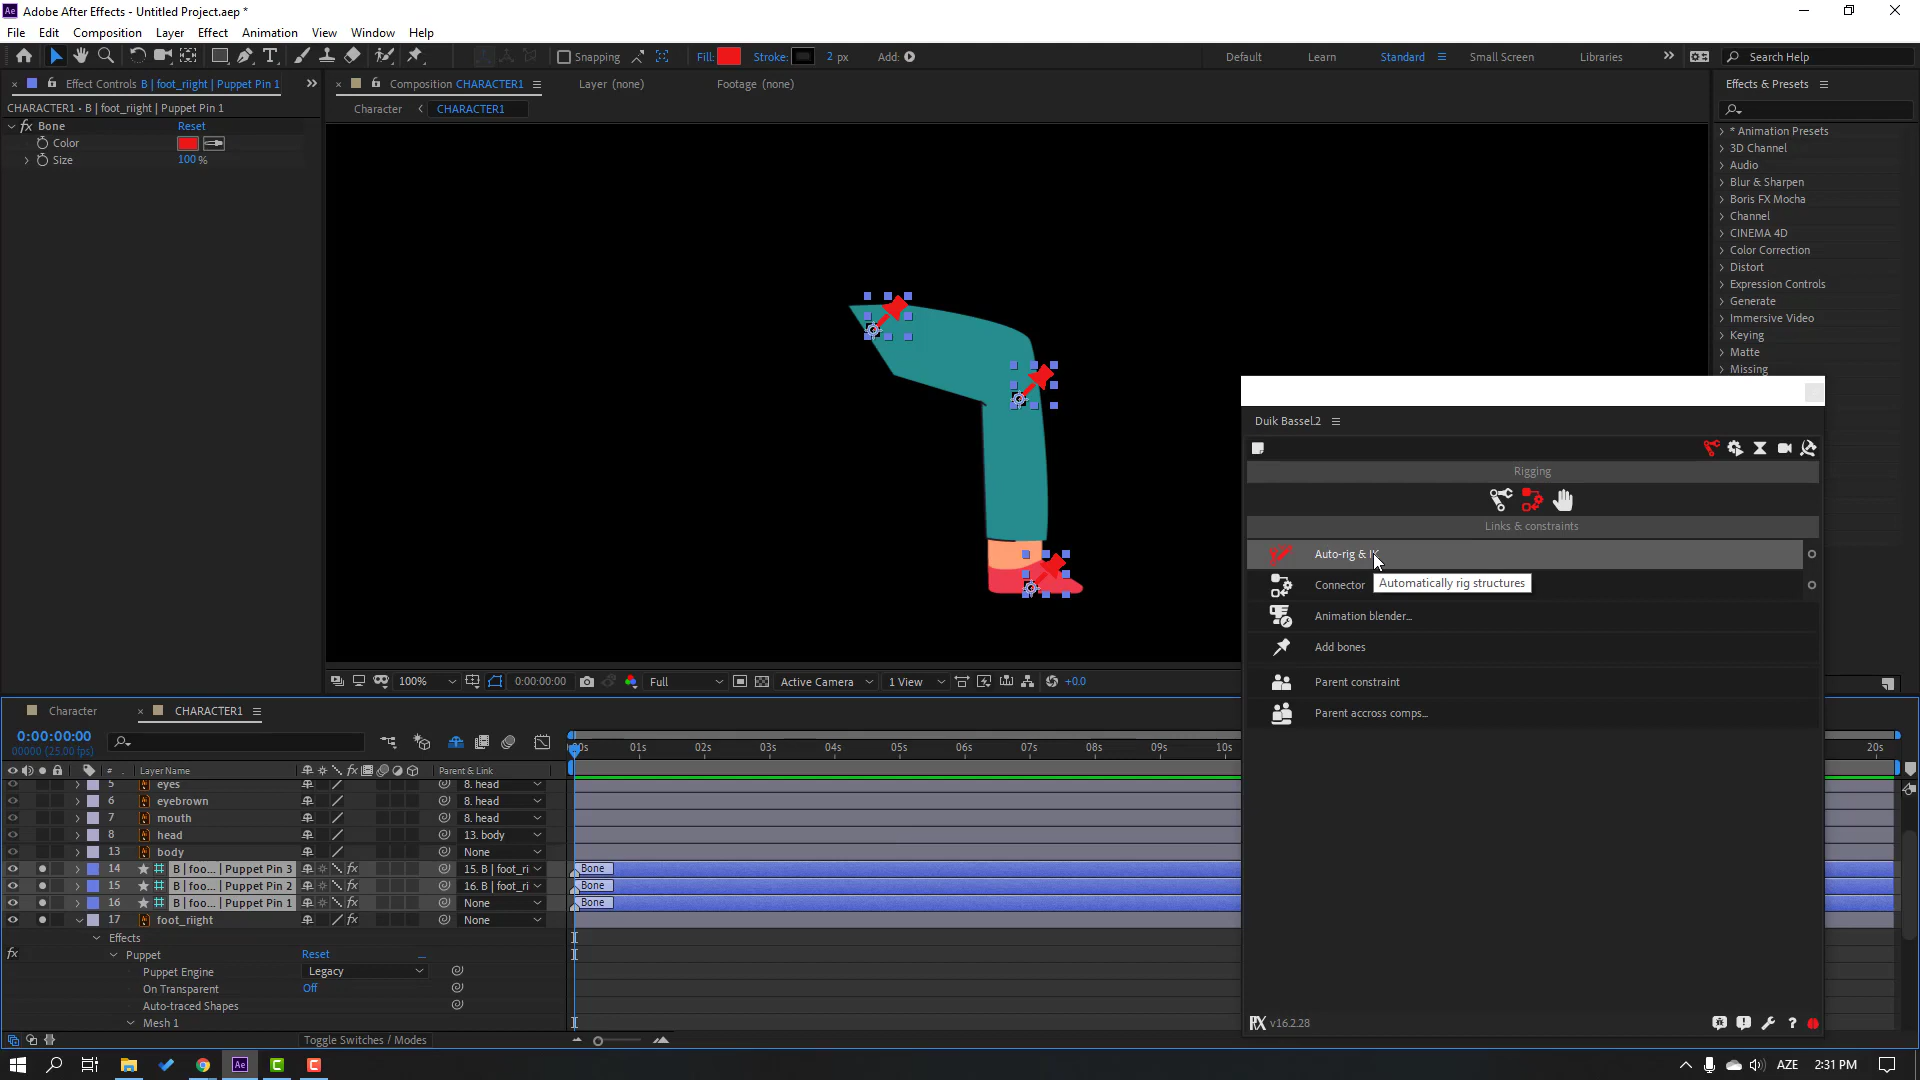 Adobe After Effects - Untitled Project.aep *
File Edit Composition Layer Effect Animation View Window Help
Snapping
Fill: Stroke: 2 px Add:
Default Learn Standard Small Screen Libraries
Search Help
Effect Controls B | foot_riight | Puppet Pin 1
CHARACTER1 • B | foot_riight | Puppet Pin 1
fx Bone Reset
Color
Size 100 %
Composition CHARACTER1
Layer (none)
Footage (none)
Character CHARACTER1
Effects & Presets
* Animation Presets
3D Channel
Audio
Blur & Sharpen
Boris FX Mocha
Channel
CINEMA 4D
Color Correction
Distort
Expression Controls
Generate
Immersive Video
Keying
Matte
Missing
Duik Bassel.2
Rigging
Links & constraints
Auto-rig &
Automatically rig structures
Connector
Animation blender...
Add bones
Parent constraint
Parent accross comps...
v16.2.28
100% 0:00:00:00 Full Active Camera 1 View +0.0
Character CHARACTER1
0:00:00:00
00000 (25.00 fps)
# Layer Name Parent & Link
01s 02s 03s 04s 05s 06s 07s 08s 09s 10s 20s
5 eyes 8. head
6 eyebrown 8. head
7 mouth 8. head
8 head 13. body
13 body None
14 B | foo... | Puppet Pin 3 fx 15. B | foot_ri Bone
15 B | foo... | Puppet Pin 2 fx 16. B | foot_ri Bone
16 B | foo... | Puppet Pin 1 fx None Bone
17 foot_riight fx None
Effects
fx Puppet Reset
Puppet Engine Legacy
On Transparent Off
Auto-traced Shapes
Mesh 1
Toggle Switches / Modes
AZE 2:31 PM